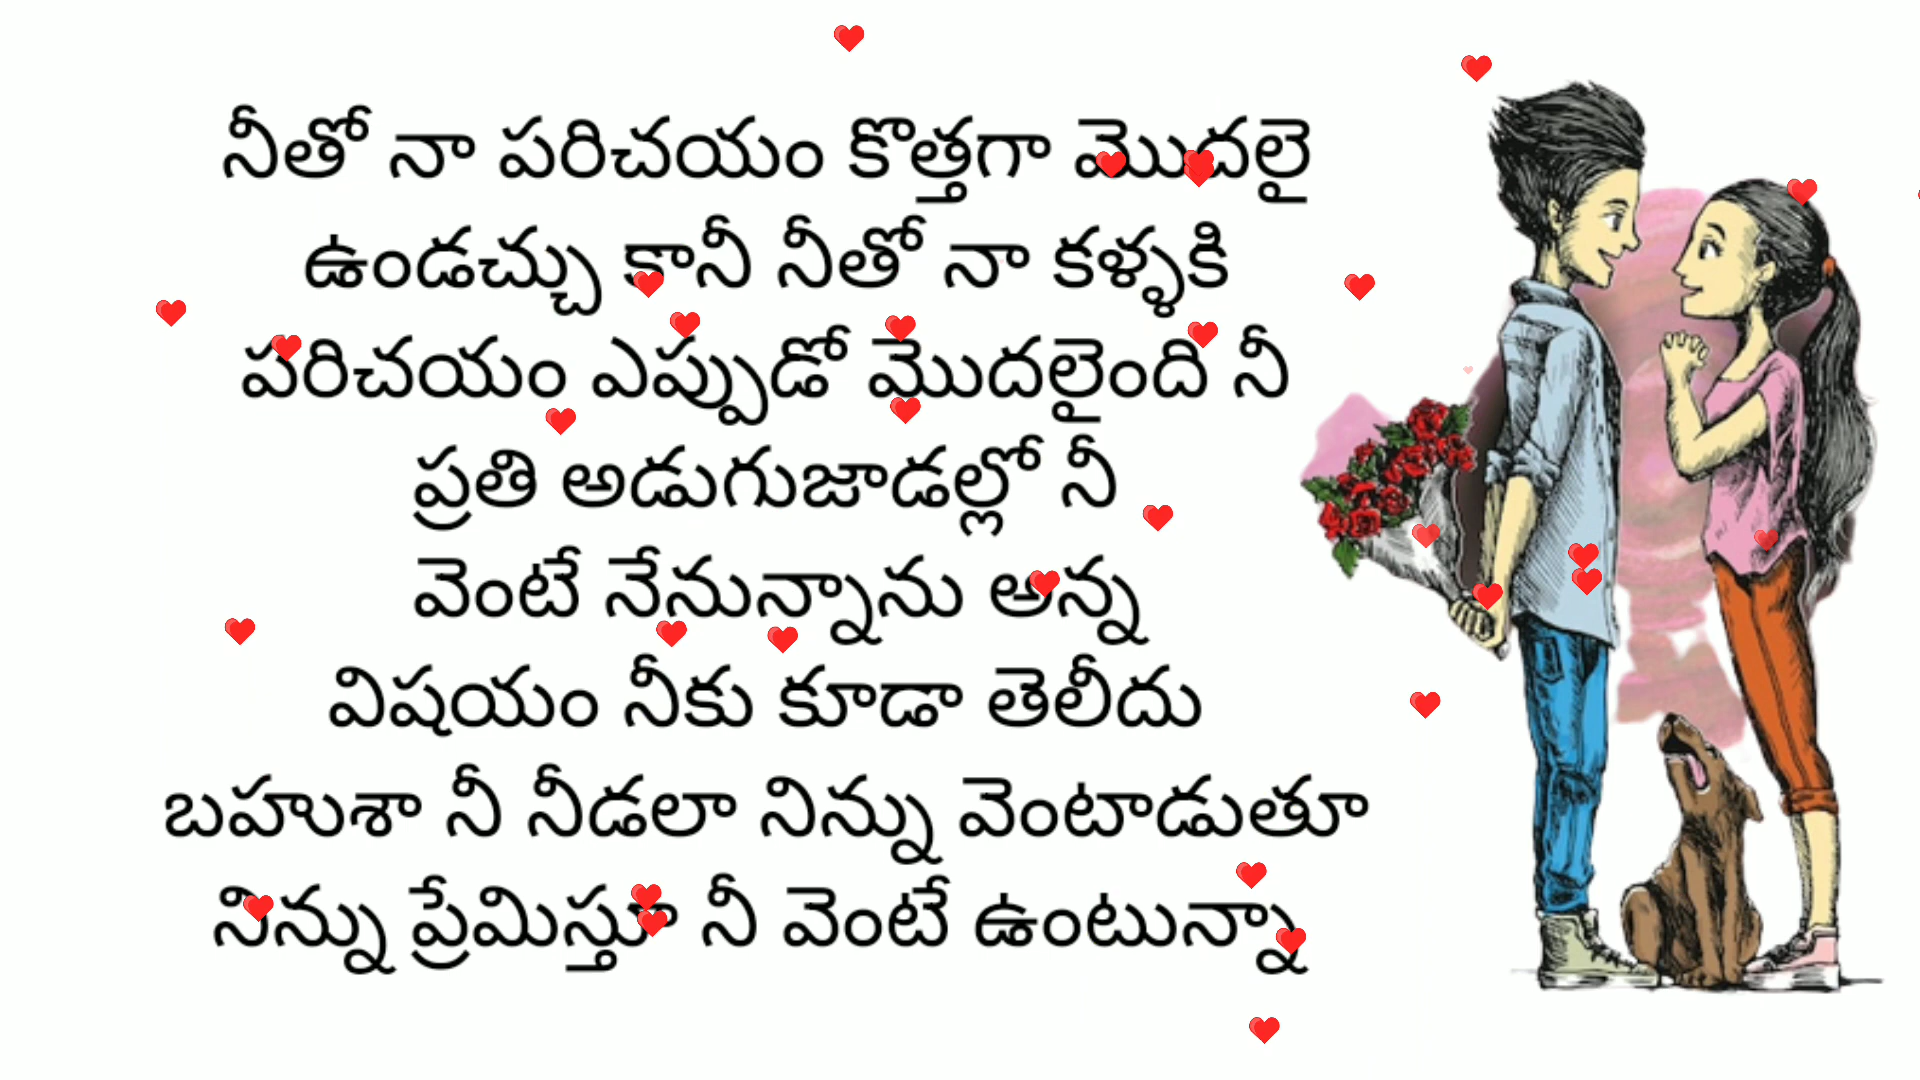 నీతో నా పరిచయం కొత్తగా మొదలై
ఉండచ్చు కానీ నీతో నా కళ్ళకి
పరిచయం ఎప్పుడో మొదలైంది నీ
ప్రతి అడుగుజాడల్లో నీ
వెంటే నేనున్నాను అన్న
విషయం నీకు కూడా తెలీదు
బహుశా నీ నీడలా నిన్ను వెంటాడుతూ
నిన్ను ప్రేమిస్తూ నీ వెంటే ఉంటున్నా